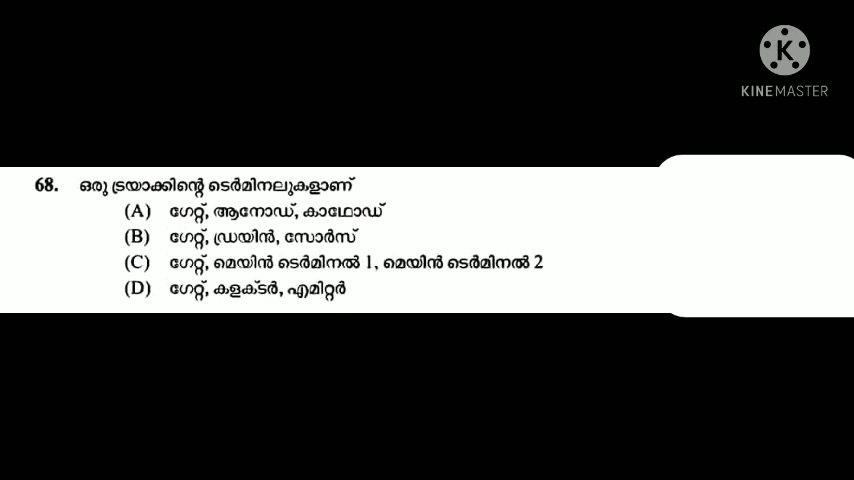 KINEMASTER
68. ഒരു ട്രയാക്കിന്റെ ടെർമിനലുകളാണ്
(A) ഗേറ്റ്, ആനോഡ്, കാഥോഡ്
(B) ഗേറ്റ്, ഡ്രയിൻ, സോർസ്
(C) ഗേറ്റ്, മെയിൻ ടെർമിനൽ 1, മെയിൻ ടെർമിനൽ 2
(D) ഗേറ്റ്, കളക്ടർ, എമിറ്റർ